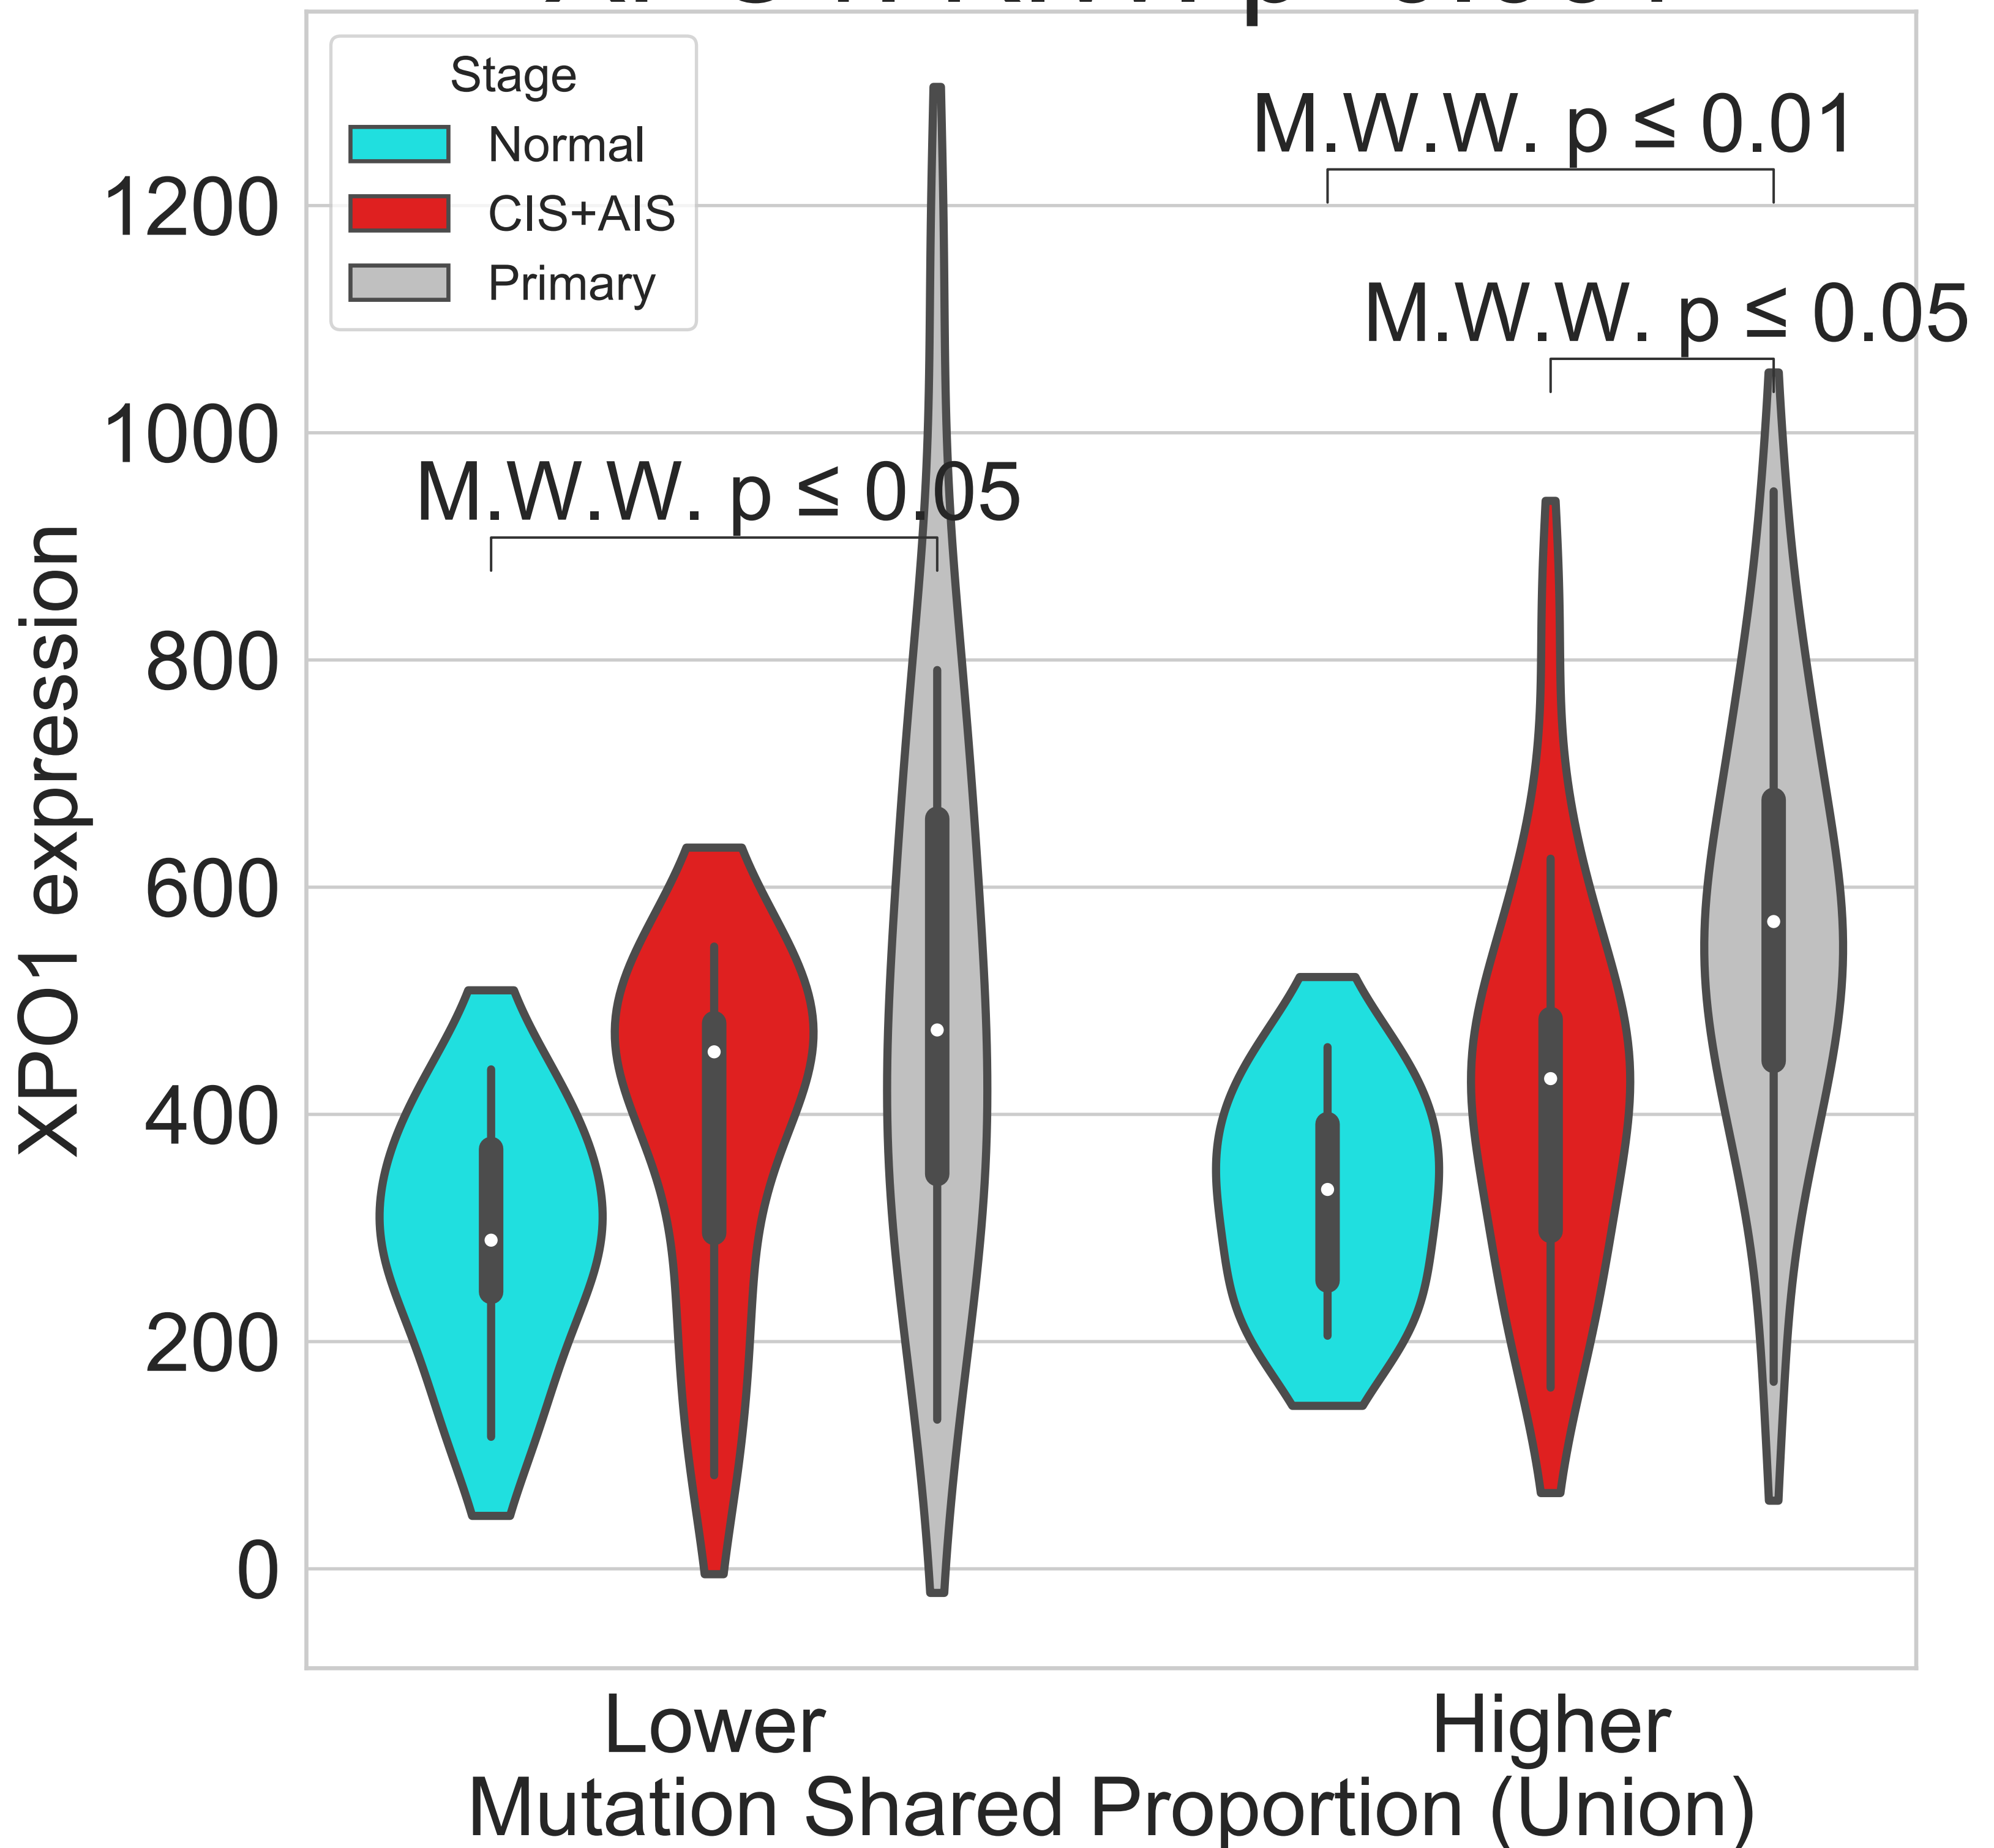 Stage
Normal
CIS+AIS
Primary
M.W.W. p ≤ 0.01
M.W.W. p ≤ 0.05
M.W.W. p ≤ 0.05
1200
1000
800
600
400
200
0
XPO1 expression
Lower
Higher
Mutation Shared Proportion (Union)